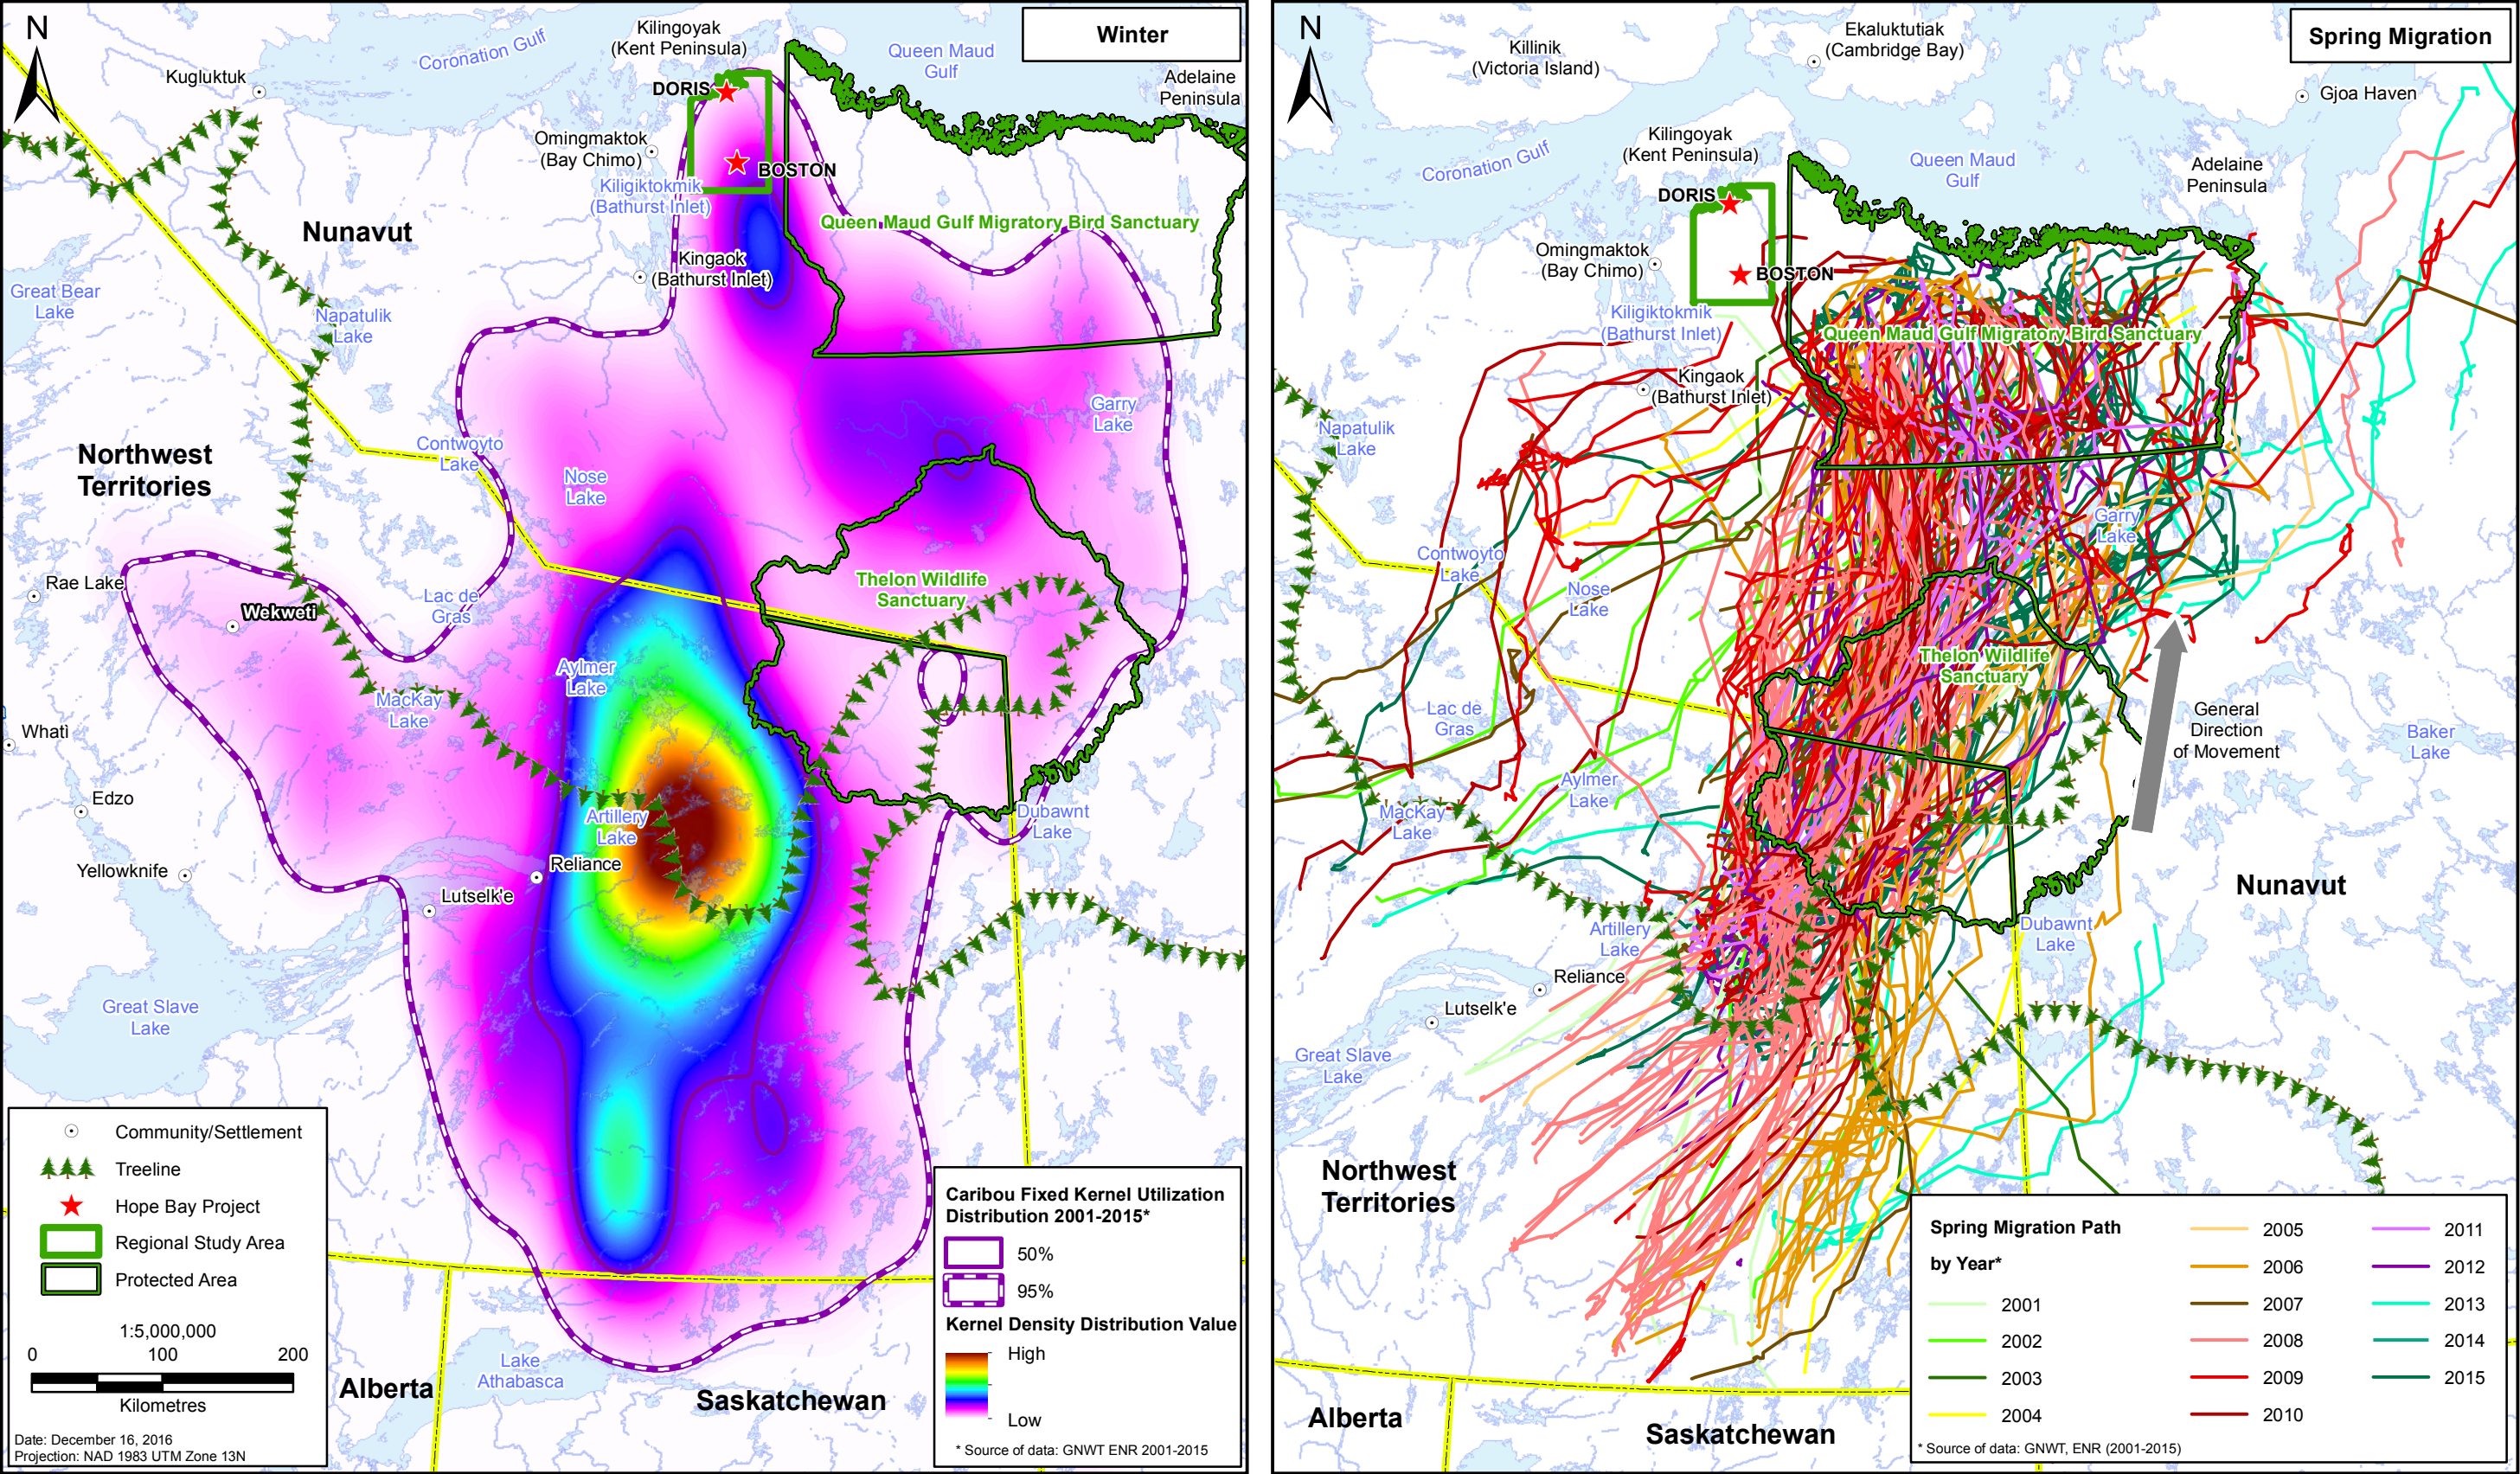 N
Winter
Kilingoyak
(Kent Peninsula)
Coronation Gulf
Queen Maud
Gulf
Adelaine
Peninsula
Kugluktuk
DORIS
Omingmaktok
(Bay Chimo)
BOSTON
Kiligiktokmik
(Bathurst Inlet)
Queen Maud Gulf Migratory Bird Sanctuary
Nunavut
Kingaok
(Bathurst Inlet)
Great Bear
Lake
Napatulik
Lake
Garry
Lake
Northwest
Territories
Contwoyto
Lake
Nose
Lake
Rae Lake
Wekweti
Lac de
Gras
Thelon Wildlife
Sanctuary
Aylmer
Lake
MacKay
Lake
Whati
Edzo
Artillery
Lake
Dubawnt
Lake
Yellowknife
Reliance
Lutselk'e
Great Slave
Lake
Community/Settlement
Treeline
Hope Bay Project
Regional Study Area
Protected Area
1:5,000,000
0 100 200
Kilometres
Date: December 16, 2016
Projection: NAD 1983 UTM Zone 13N
Alberta
Lake
Athabasca
Saskatchewan
Caribou Fixed Kernel Utilization
Distribution 2001-2015*
50%
95%
Kernel Density Distribution Value
High
Low
* Source of data: GNWT ENR 2001-2015
N
Spring Migration
Killinik
(Victoria Island)
Ekaluktutiak
(Cambridge Bay)
Gjoa Haven
Kilingoyak
(Kent Peninsula)
Coronation Gulf
Queen Maud
Gulf
Adelaine
Peninsula
DORIS
Omingmaktok
(Bay Chimo)
BOSTON
Kiligiktokmik
(Bathurst Inlet)
Queen Maud Gulf Migratory Bird Sanctuary
Kingaok
(Bathurst Inlet)
Napatulik
Lake
Garry
Lake
Contwoyto
Lake
Nose
Lake
Thelon Wildlife
Sanctuary
Lac de
Gras
General
Direction
of Movement
Baker
Lake
Aylmer
Lake
MacKay
Lake
Nunavut
Artillery
Lake
Dubawnt
Lake
Reliance
Lutselk'e
Great Slave
Lake
Northwest
Territories
Alberta
Saskatchewan
Spring Migration Path
by Year*
2001
2002
2003
2004
2005
2006
2007
2008
2009
2010
2011
2012
2013
2014
2015
* Source of data: GNWT, ENR (2001-2015)